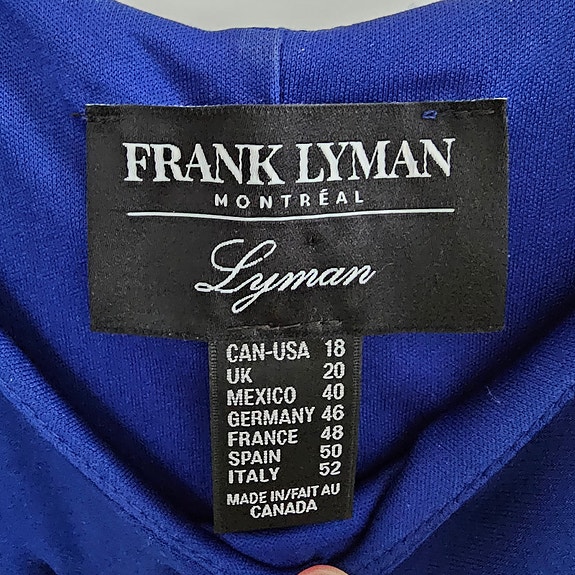 FRANK LYMAN
MONTRÉAL
Lyman
CAN-USA 18
UK 20
MEXICO 40
GERMANY 46
FRANCE 48
SPAIN 50
ITALY 52
MADE IN/FAIT AU
CANADA